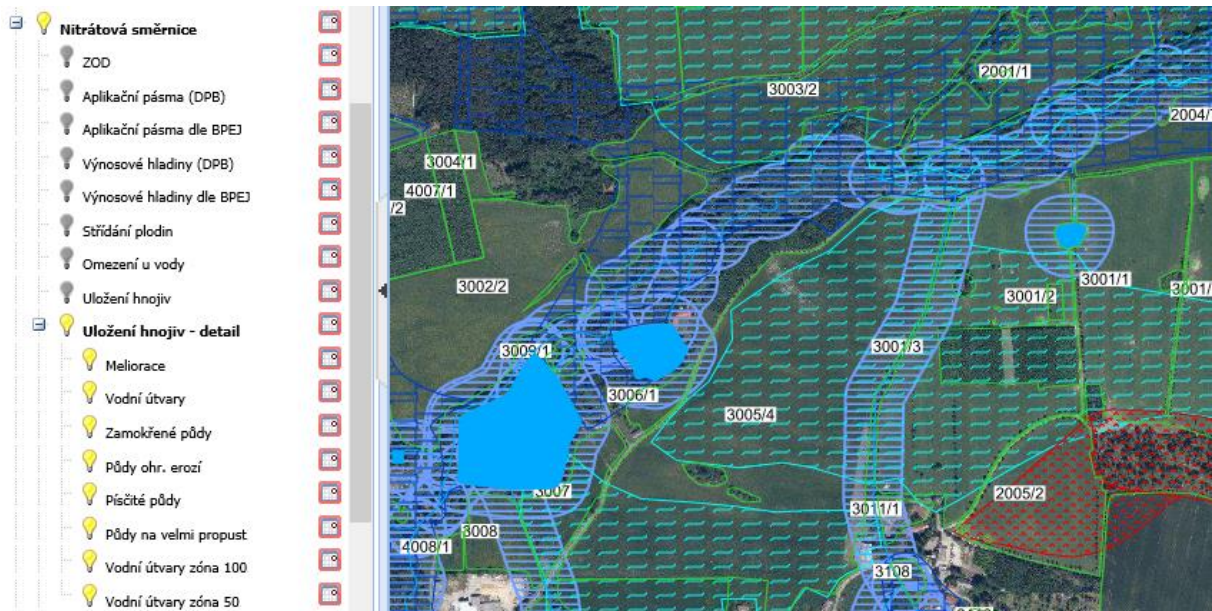 Nitrátová směrnice
ZOD
Aplikační pásma (DPB)
Aplikační pásma dle BPEJ
Výnosové hladiny (DPB)
Výnosové hladiny dle BPEJ
Střídání plodin
Omezení u vody
Uložení hnojiv
Uložení hnojiv - detail
Meliorace
Vodní útvary
Zamokřené půdy
Půdy ohr. erozí
Písčité půdy
Půdy na velmi propust
Vodní útvary zóna 100
Vodní útvary zóna 50
2001/1
3003/2
2004/
3004/1
4007/1
/2
3002/2
3001/1
3001/2
3001/
3001/3
3009/1
3006/1
3005/4
3007
2005/2
3011/1
3008
4008/1
3108